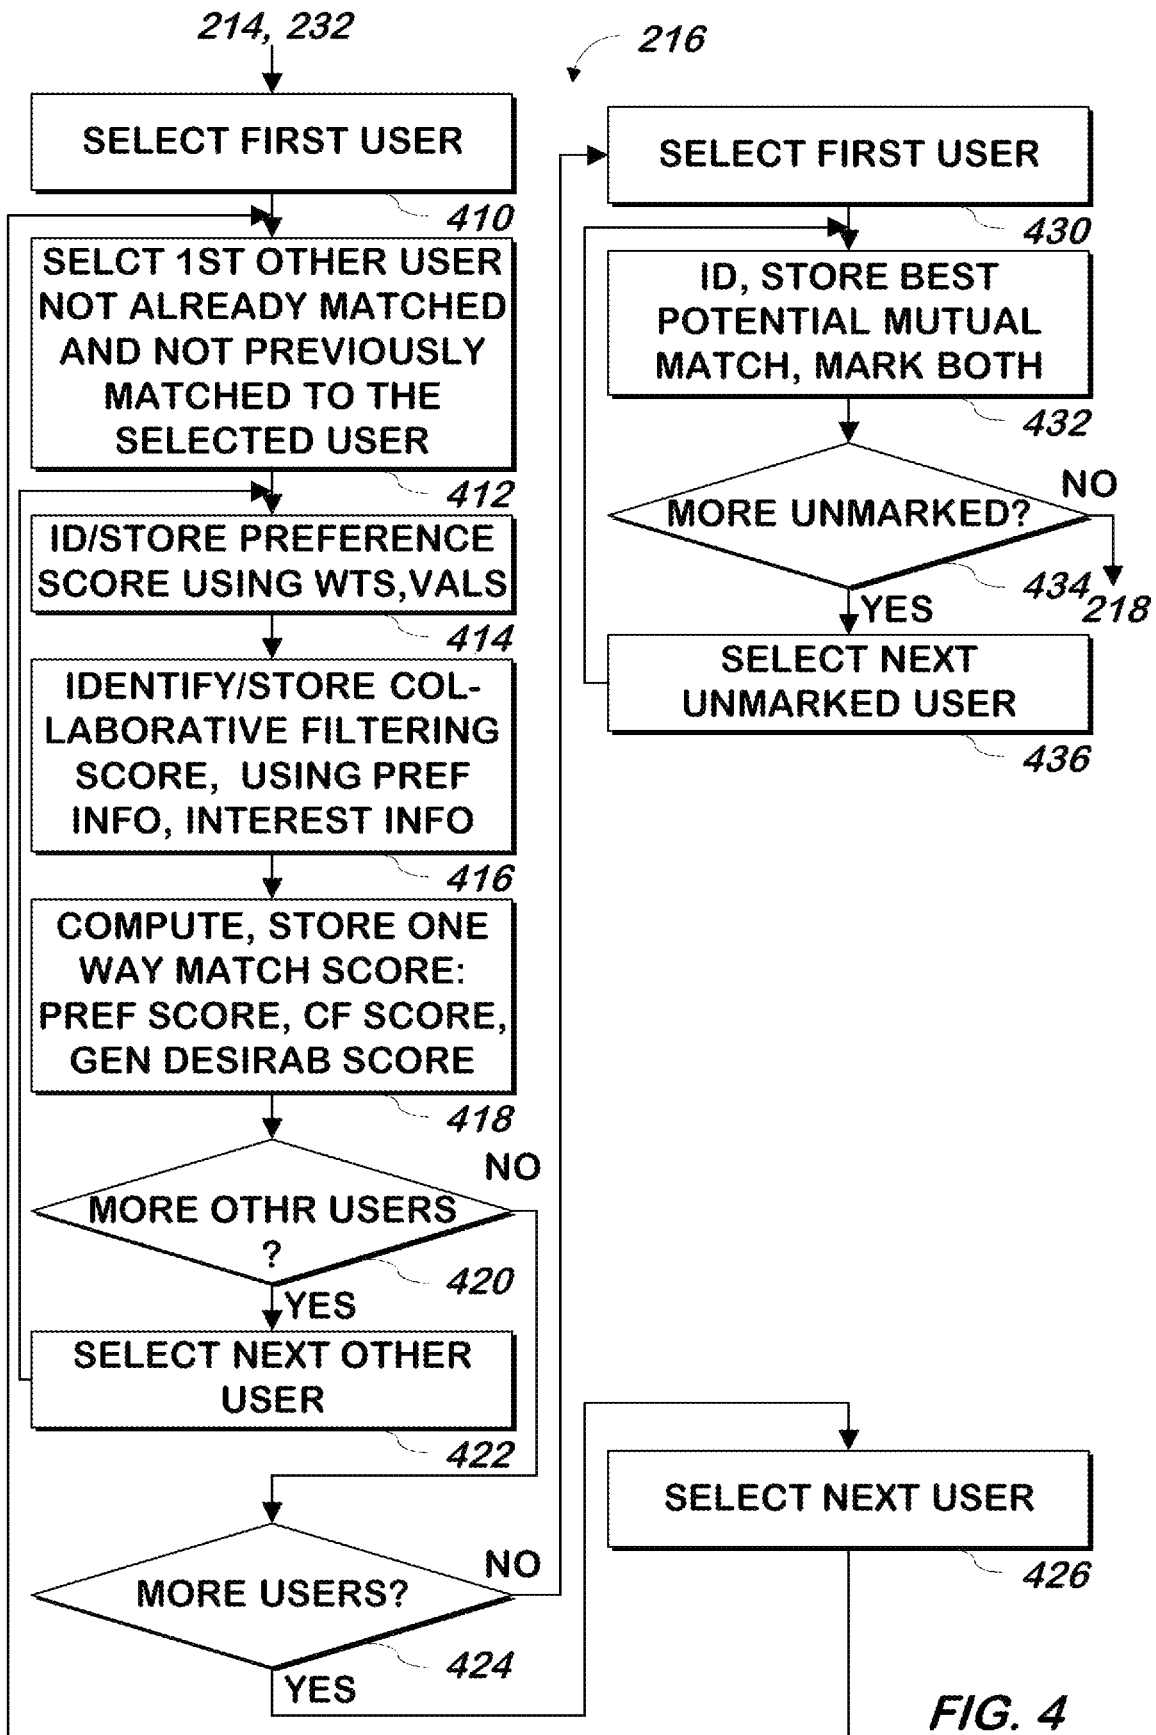 214, 232
SELECT FIRST USER
410
SELCT 1ST OTHER USER
NOT ALREADY MATCHED
AND NOT PREVIOUSLY
MATCHED TO THE
SELECTED USER
412
ID/STORE PREFERENCE
SCORE USING WTS,VALS
414
IDENTIFY/STORE COL-
LABORATIVE FILTERING
SCORE, USING PREF
INFO, INTEREST INFO
416
COMPUTE, STORE ONE
WAY MATCH SCORE:
PREF SCORE, CF SCORE,
GEN DESIRAB SCORE
418
NO
MORE OTHR USERS
?
420
YES
SELECT NEXT OTHER
USER
422
NO
MORE USERS?
424
YES
216
SELECT FIRST USER
430
ID, STORE BEST
POTENTIAL MUTUAL
MATCH, MARK BOTH
432
NO
MORE UNMARKED?
434
218
YES
SELECT NEXT
UNMARKED USER
436
SELECT NEXT USER
426
FIG. 4